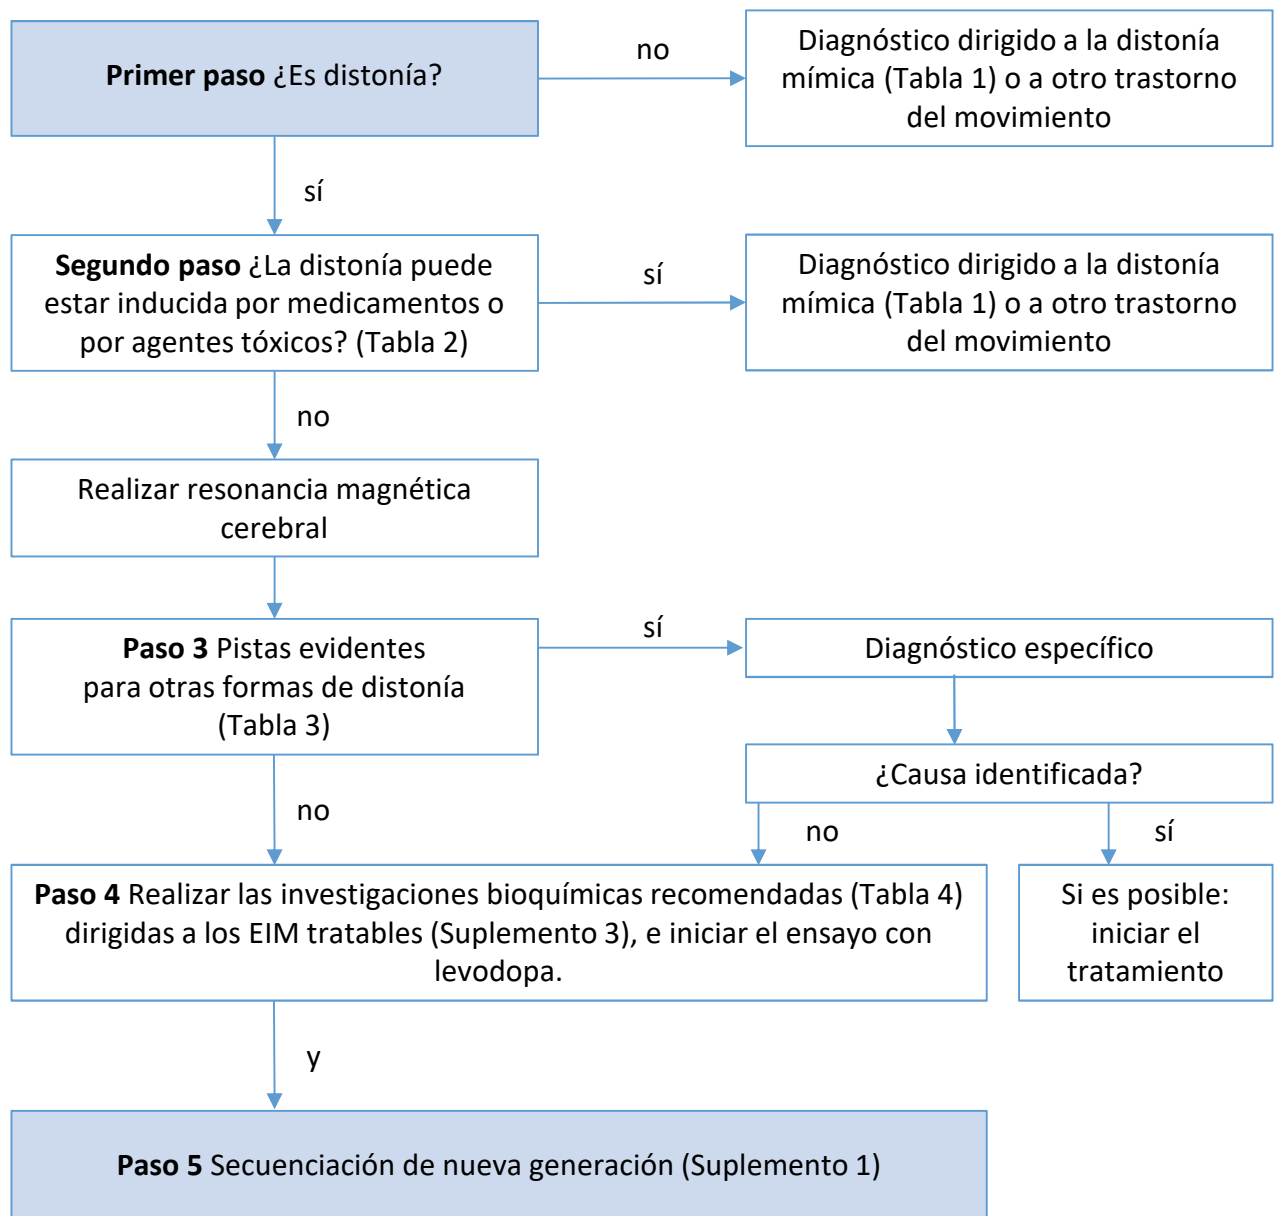 Primer paso ¿Es distonía?
no
Diagnóstico dirigido a la distonía
mímica (Tabla 1) o a otro trastorno
del movimiento
sí
Segundo paso ¿La distonía puede
estar inducida por medicamentos o
por agentes tóxicos? (Tabla 2)
sí
Diagnóstico dirigido a la distonía
mímica (Tabla 1) o a otro trastorno
del movimiento
no
Realizar resonancia magnética
cerebral
Paso 3 Pistas evidentes
para otras formas de distonía
(Tabla 3)
sí
Diagnóstico específico
¿Causa identificada?
no
no
sí
Paso 4 Realizar las investigaciones bioquímicas recomendadas (Tabla 4)
dirigidas a los EIM tratables (Suplemento 3), e iniciar el ensayo con
levodopa.
Si es posible:
iniciar el
tratamiento
y
Paso 5 Secuenciación de nueva generación (Suplemento 1)